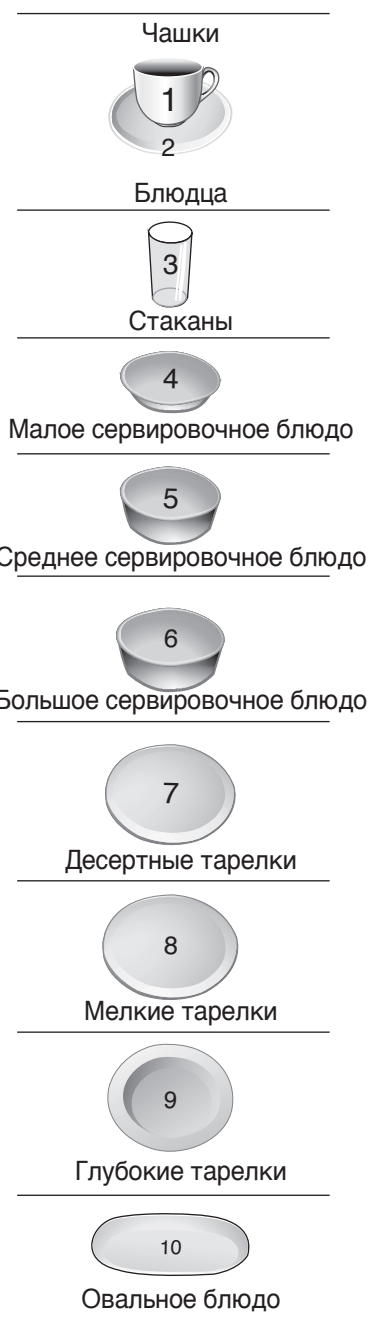 Чашки
1
2
Блюдца
3
Стаканы
4
Малое сервировочное блюдо
5
Среднее сервировочное блюдо
6
Большое сервировочное блюдо
7
Десертные тарелки
8
Мелкие тарелки
9
Глубокие тарелки
10
Овальное блюдо